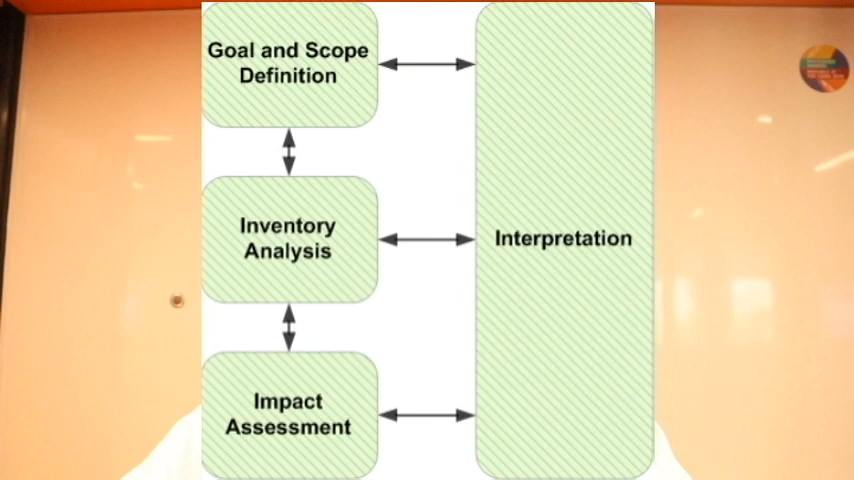 Goal and Scope
Definition
Inventory
Analysis
Interpretation
Impact
Assessment